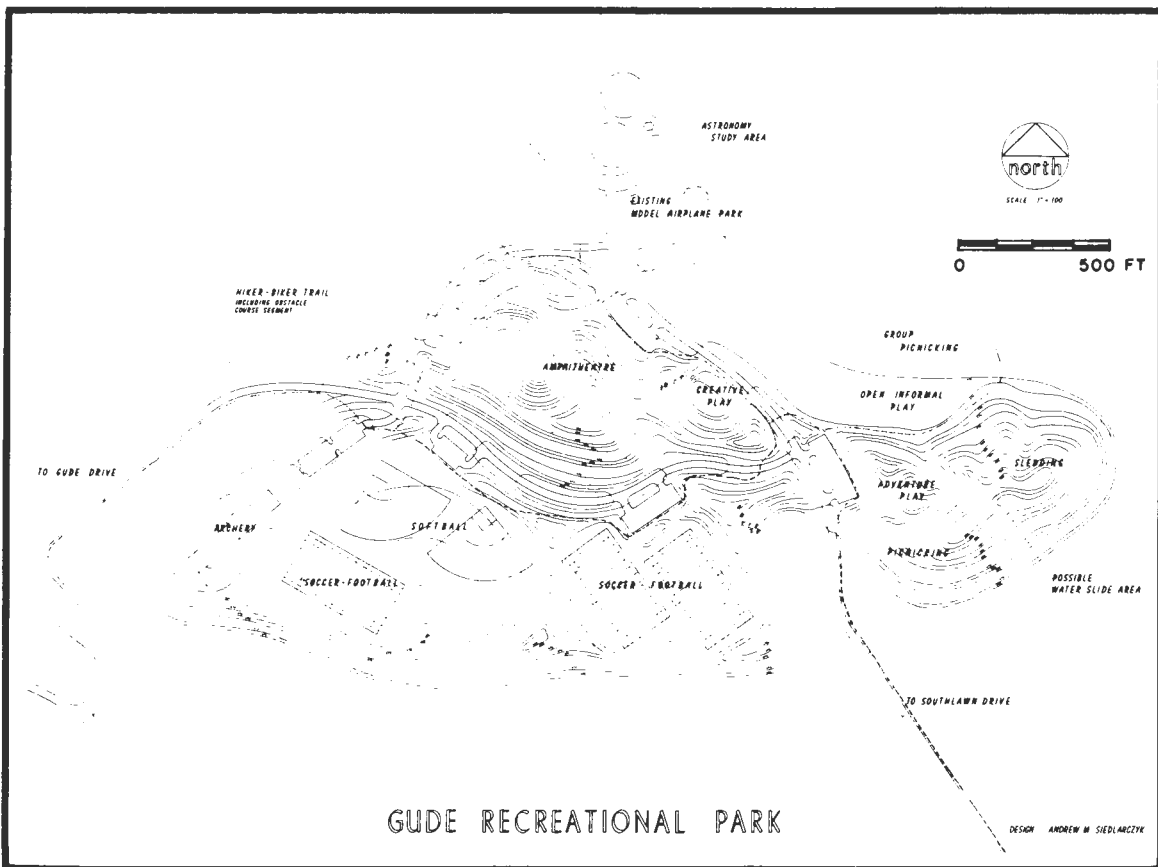 ASTRONOMY
STUDY AREA
north
SCALE 1"=100
EXISTING
MODEL AIRPLANE PARK
0 500 FT
HIKER-BIKER TRAIL
INCLUDING OBSTACLE
COURSE SEGMENT
GROUP
PICNICKING
AMPHITHEATRE
CREATIVE
PLAY
OPEN INFORMAL
PLAY
TO GUDE DRIVE
SLEDDING
ADVENTURE
PLAY
ARCHERY
SOFTBALL
PICNICKING
SOCCER-FOOTBALL
SOCCER-FOOTBALL
POSSIBLE
WATER SLIDE AREA
TO SOUTHLAWN DRIVE
GUDE RECREATIONAL PARK
DESIGN ANDREW M SIEDLARCZYK